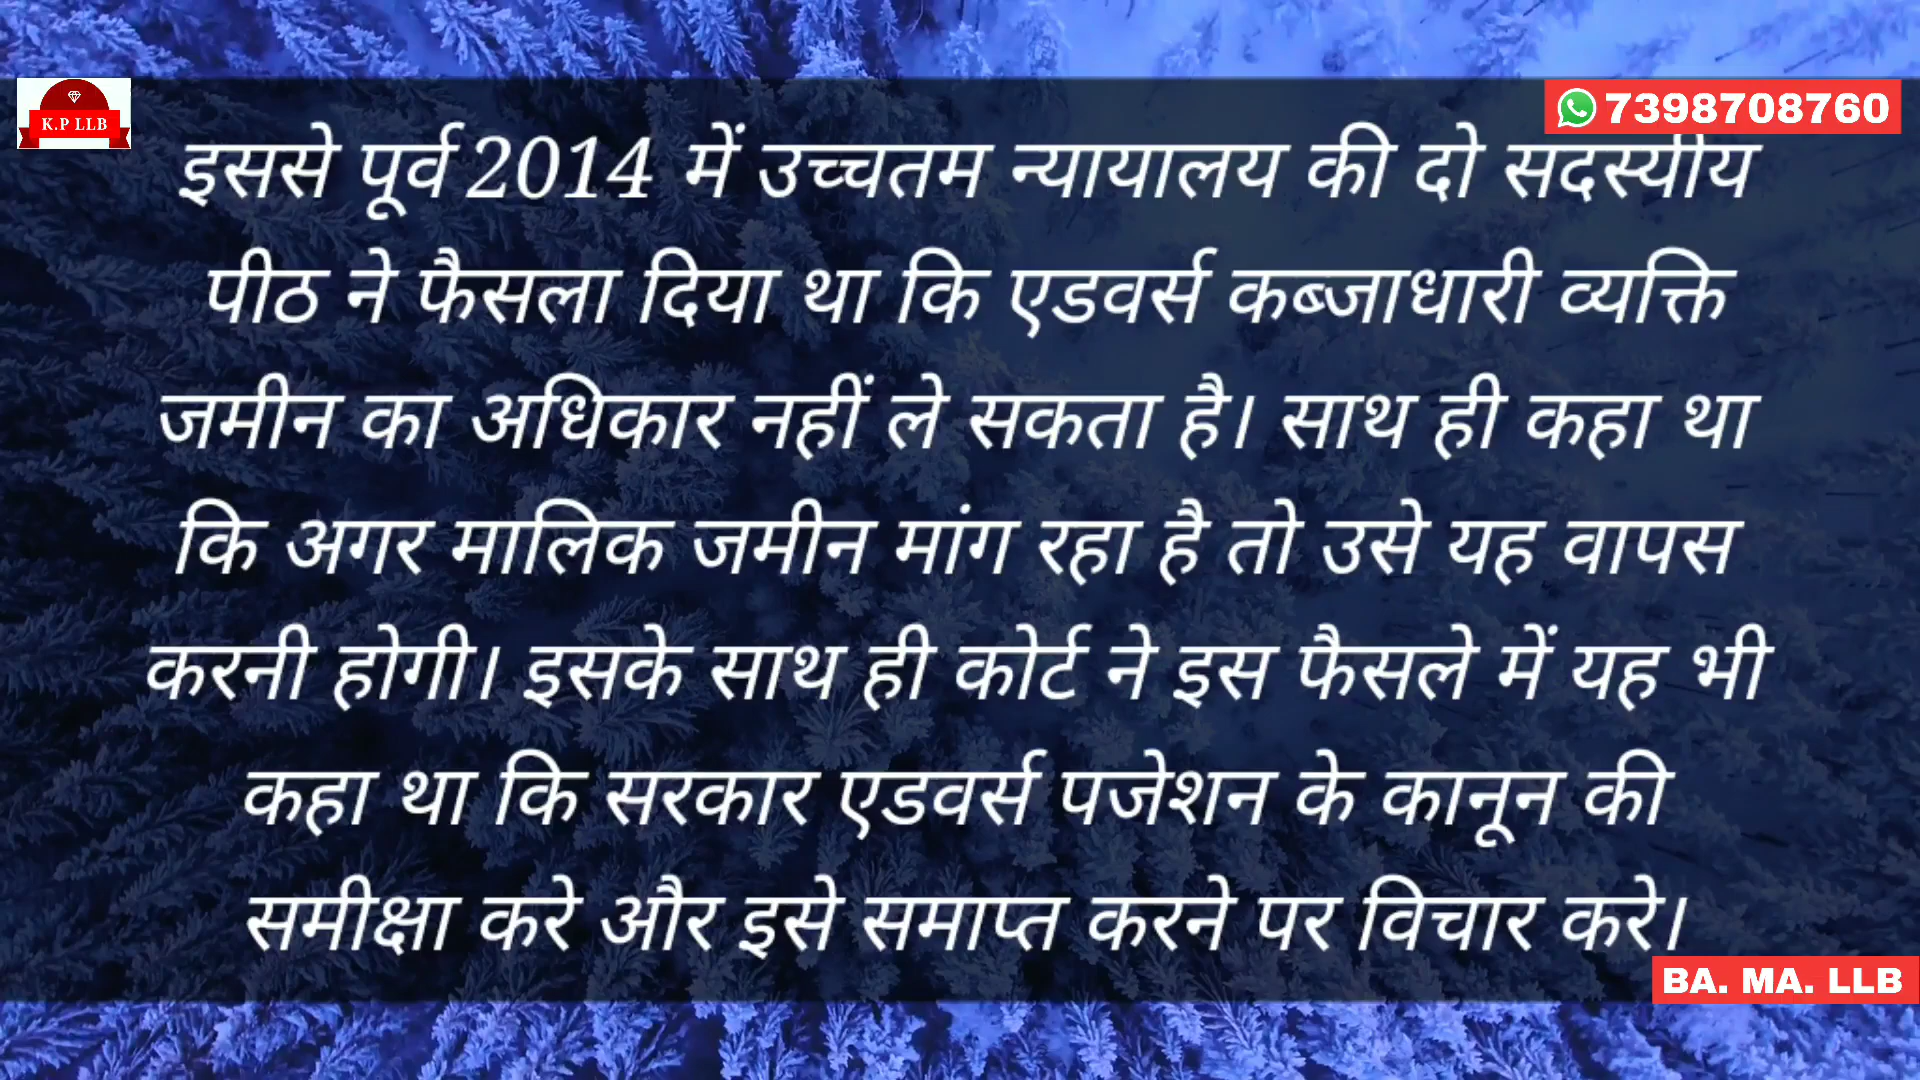 K.P LLB
7398708760
इससे पूर्व 2014 में उच्चतम न्यायालय की दो सदस्यीय
पीठ ने फैसला दिया था कि एडवर्स कब्जाधारी व्यक्ति
जमीन का अधिकार नहीं ले सकता है। साथ ही कहा था
कि अगर मालिक जमीन मांग रहा है तो उसे यह वापस
करनी होगी। इसके साथ ही कोर्ट ने इस फैसले में यह भी
कहा था कि सरकार एडवर्स पजेशन के कानून की
समीक्षा करे और इसे समाप्त करने पर विचार करे।
BA. MA. LLB